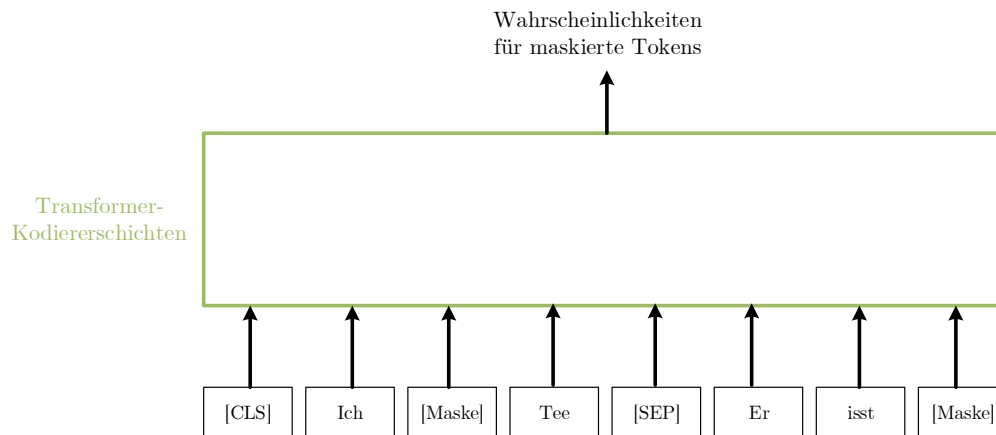 Wahrscheinlichkeiten
für maskierte Tokens
Transformer-
Kodiererschichten
[CLS] Ich [Maske] Tee [SEP] Er isst [Maske]